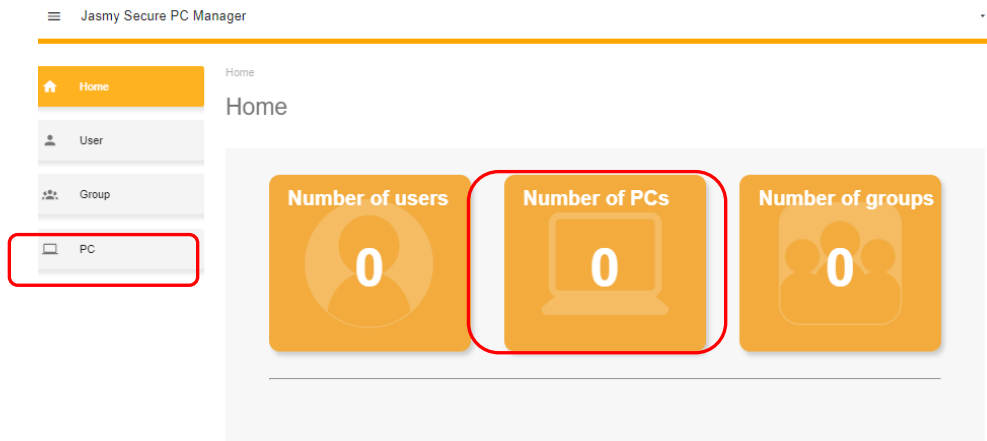 Jasmy Secure PC Manager
Home
User
Group
PC
Home
Home
Number of users
0
Number of PCs
0
Number of groups
0